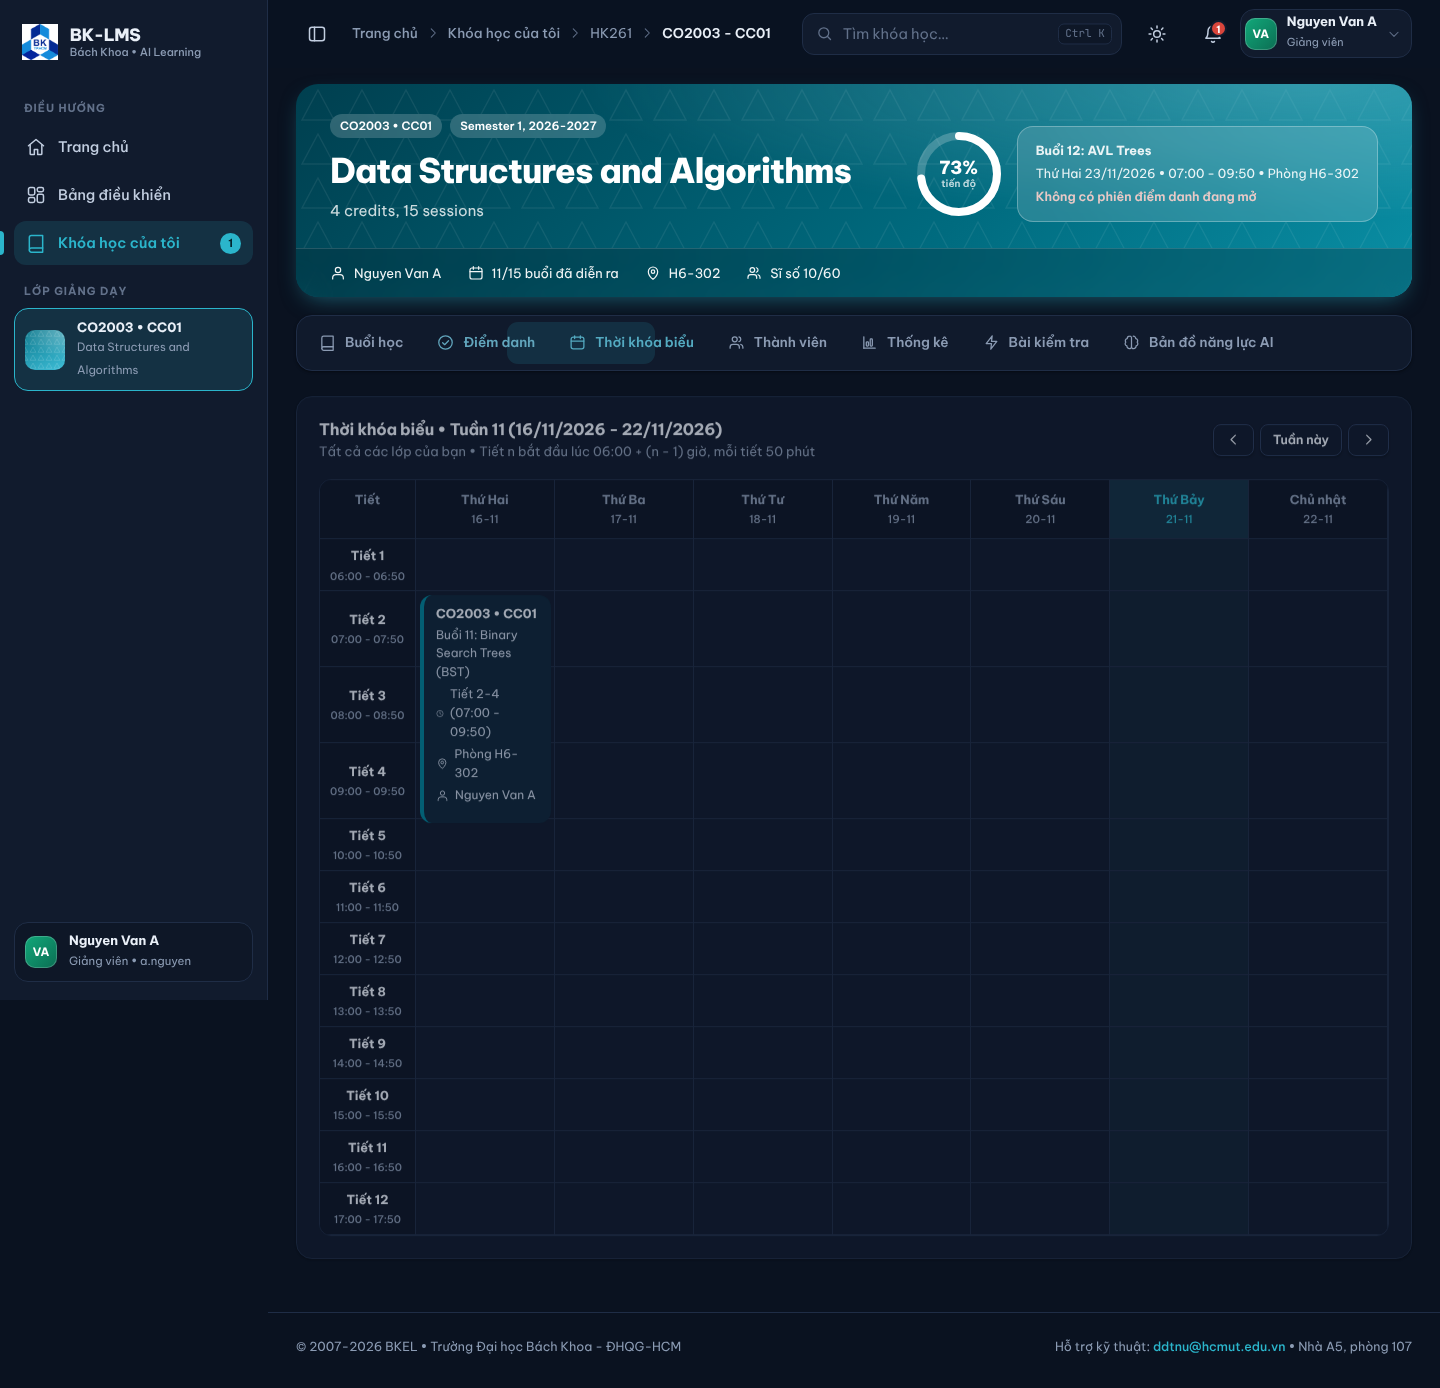 BK
BK-LMS
Bách Khoa • AI Learning
ĐIỀU HƯỚNG
Trang chủ
Bảng điều khiển
Khóa học của tôi 1
LỚP GIẢNG DẠY
CO2003 • CC01
Data Structures and
Algorithms
VA
Nguyen Van A
Giảng viên • a.nguyen
Trang chủ > Khóa học của tôi > HK261 > CO2003 - CC01
Tìm khóa học...
Ctrl K
1
VA
Nguyen Van A
Giảng viên
CO2003 • CC01
Semester 1, 2026-2027
Data Structures and Algorithms
4 credits, 15 sessions
73%
tiến độ
Buổi 12: AVL Trees
Thứ Hai 23/11/2026 • 07:00 - 09:50 • Phòng H6-302
Không có phiên điểm danh đang mở
Nguyen Van A
11/15 buổi đã diễn ra
H6-302
Sĩ số 10/60
Buổi học
Điểm danh
Thời khóa biểu
Thành viên
Thống kê
Bài kiểm tra
Bản đồ năng lực AI
Thời khóa biểu • Tuần 11 (16/11/2026 - 22/11/2026)
Tất cả các lớp của bạn • Tiết n bắt đầu lúc 06:00 + (n - 1) giờ, mỗi tiết 50 phút
Tuần này
Tiết
Thứ Hai
16-11
Thứ Ba
17-11
Thứ Tư
18-11
Thứ Năm
19-11
Thứ Sáu
20-11
Thứ Bảy
21-11
Chủ nhật
22-11
Tiết 1
06:00 - 06:50
Tiết 2
07:00 - 07:50
Tiết 3
08:00 - 08:50
Tiết 4
09:00 - 09:50
CO2003 • CC01
Buổi 11: Binary
Search Trees
(BST)
Tiết 2-4
(07:00 -
09:50)
Phòng H6-
302
Nguyen Van A
Tiết 5
10:00 - 10:50
Tiết 6
11:00 - 11:50
Tiết 7
12:00 - 12:50
Tiết 8
13:00 - 13:50
Tiết 9
14:00 - 14:50
Tiết 10
15:00 - 15:50
Tiết 11
16:00 - 16:50
Tiết 12
17:00 - 17:50
© 2007-2026 BKEL • Trường Đại học Bách Khoa - ĐHQG-HCM
Hỗ trợ kỹ thuật: ddtnu@hcmut.edu.vn • Nhà A5, phòng 107